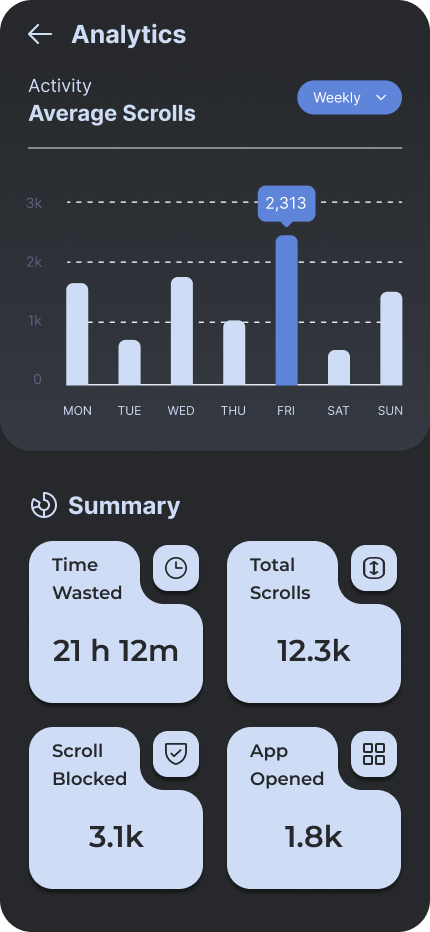 Analytics
Activity
Average Scrolls
Weekly
3k
2,313
2k
1k
0
MON TUE WED THU FRI SAT SUN
Summary
Time
Wasted
21 h 12m
Total
Scrolls
12.3k
Scroll
Blocked
3.1k
App
Opened
1.8k